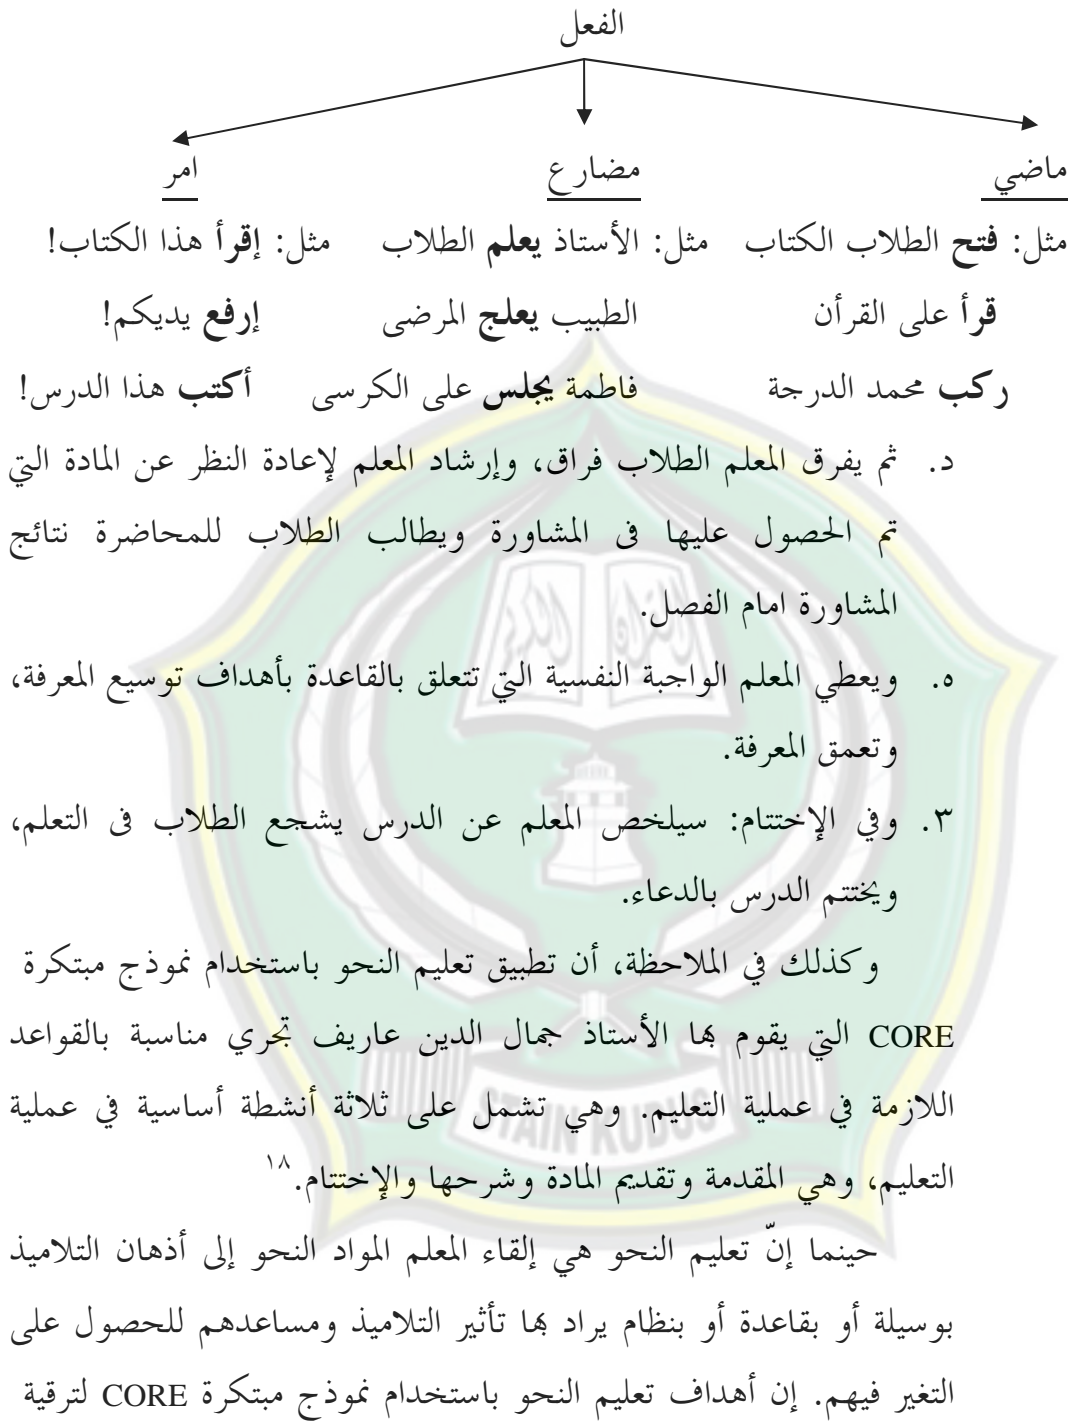 الفعل
ماضي مضارع امر
مثل: فتح الطلاب الكتاب مثل: الأستاذ يعلم الطلاب مثل: إقرأ هذا الكتاب!
قرأ على القرأن الطبيب يعلج المرضى إرفع يديكم!
ركب محمد الدرجة فاطمة يجلس على الكرسى أكتب هذا الدرس!
د. ثم يفرق المعلم الطلاب فراق، وإرشاد المعلم لإعادة النظر عن المادة التي
تم الحصول عليها فى المشاورة ويطالب الطلاب للمحاضرة نتائج
المشاورة امام الفصل.
ه. ويعطي المعلم الواجبة النفسية التي تتعلق بالقاعدة بأهداف توسيع المعرفة،
وتعمق المعرفة.
٣. وفي الإختتام: سيلخص المعلم عن الدرس يشجع الطلاب فى التعلم،
ويختتم الدرس بالدعاء.
وكذلك في الملاحظة، أن تطبيق تعليم النحو باستخدام نموذج مبتكرة
CORE التي يقوم بها الأستاذ جمال الدين عاريف تجري مناسبة بالقواعد
اللازمة في عملية التعليم. وهي تشمل على ثلاثة أنشطة أساسية في عملية
التعليم، وهي المقدمة وتقديم المادة وشرحها والإختتام.١٨
حينما إنّ تعليم النحو هي إلقاء المعلم المواد النحو إلى أذهان التلاميذ
بوسيلة أو بقاعدة أو بنظام يراد بها تأثير التلاميذ ومساعدهم للحصول على
التغير فيهم. إن أهداف تعليم النحو باستخدام نموذج مبتكرة CORE لترقية
STAIN KUDUS